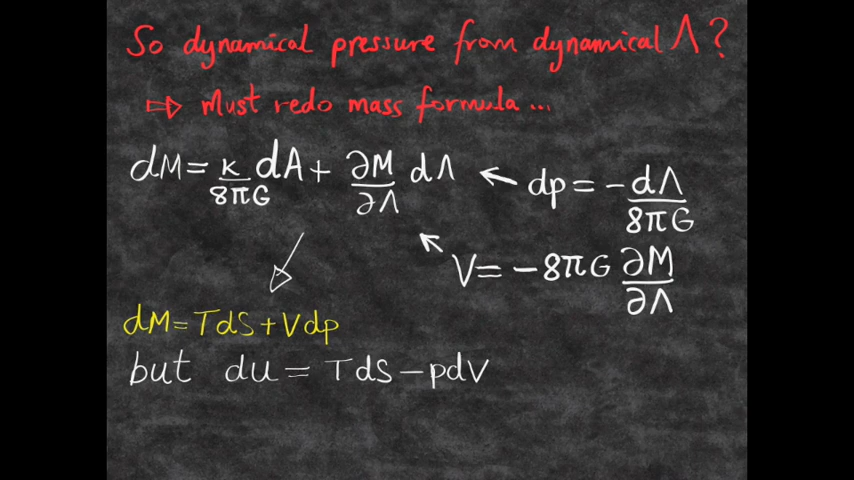 So dynamical pressure from dynamical Λ?
⇒ Must redo mass formula...
dM = κ/8πG dA + ∂M/∂Λ dΛ ← dp = -dΛ/8πG
V = -8πG ∂M/∂Λ
dM = TdS + Vdp
but dU = TdS - pdV